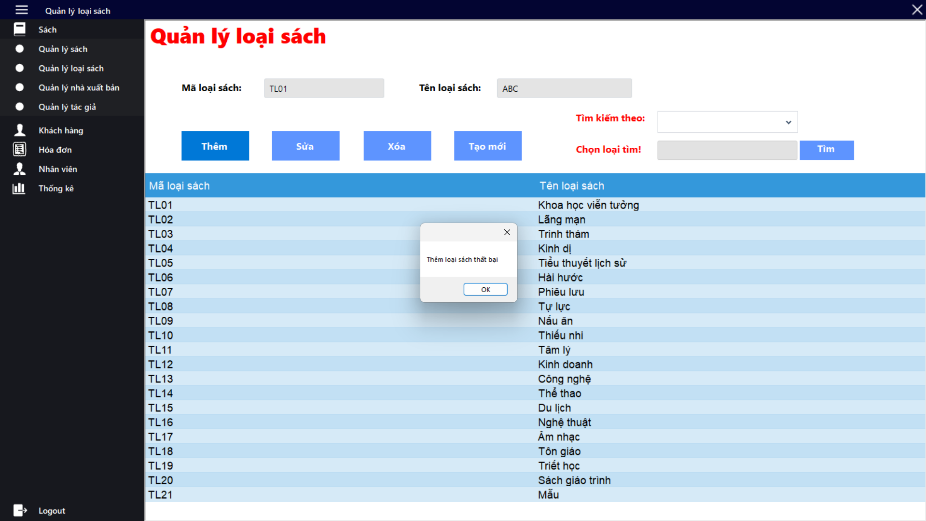 Quản lý loại sách
Sách
Quản lý sách
Quản lý loại sách
Quản lý nhà xuất bản
Quản lý tác giả
Khách hàng
Hóa đơn
Nhân viên
Thống kê
Logout
Quản lý loại sách
Mã loại sách: TL01 Tên loại sách: ABC
Tìm kiếm theo:
Thêm Sửa Xóa Tạo mới
Chọn loại tìm! Tìm
Mã loại sách Tên loại sách
TL01 Khoa học viễn tưởng
TL02 Lãng mạn
TL03 Trinh thám
TL04 Kinh dị
TL05 Tiểu thuyết lịch sử
TL06 Hài hước
TL07 Phiêu lưu
TL08 Tự lực
TL09 Nấu ăn
TL10 Thiếu nhi
TL11 Tâm lý
TL12 Kinh doanh
TL13 Công nghệ
TL14 Thể thao
TL15 Du lịch
TL16 Nghệ thuật
TL17 Âm nhạc
TL18 Tôn giáo
TL19 Triết học
TL20 Sách giáo trình
TL21 Mẫu
Thêm loại sách thất bại
OK